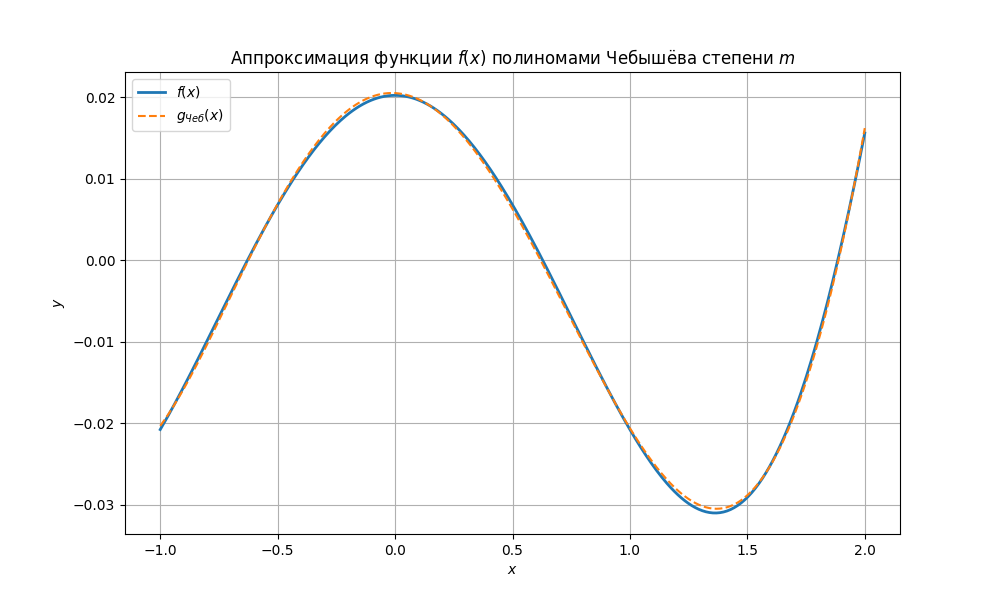 Аппроксимация функции f(x) полиномами Чебышёва степени m
f(x)
gЧеб(x)
0.02
0.01
0.00
−0.01
−0.02
−0.03
y
−1.0 −0.5 0.0 0.5 1.0 1.5 2.0
x